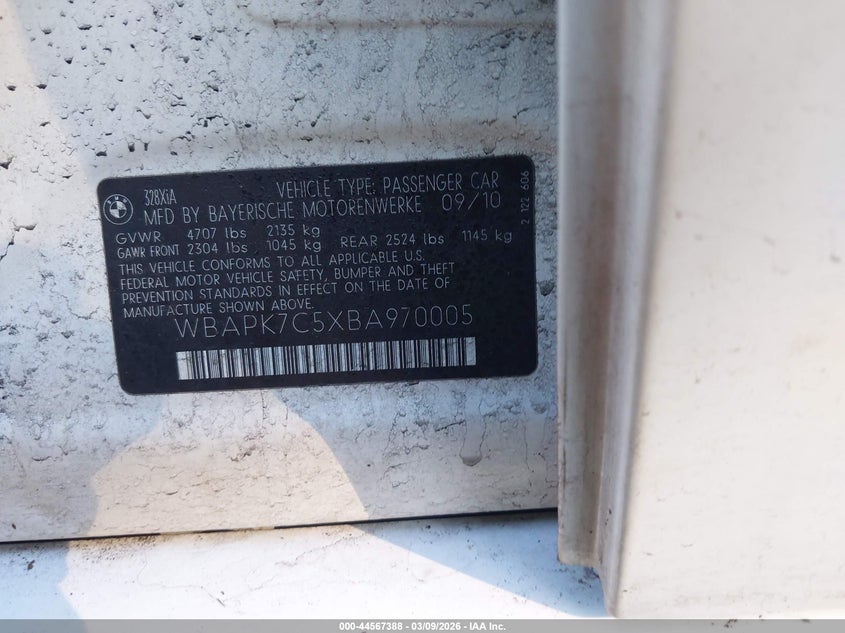 BMW
328XiA
VEHICLE TYPE: PASSENGER CAR
MFD BY BAYERISCHE MOTORENWERKE 09/10
GVWR 4707 lbs 2135 kg
GAWR FRONT 2304 lbs 1045 kg REAR 2524 lbs 1145 kg
THIS VEHICLE CONFORMS TO ALL APPLICABLE U.S.
FEDERAL MOTOR VEHICLE SAFETY, BUMPER AND THEFT
PREVENTION STANDARDS IN EFFECT ON THE DATE OF
MANUFACTURE SHOWN ABOVE.
WBAPK7C5XBA970005
2 122 606
000-44567388 - 03/09/2026 - IAA Inc.